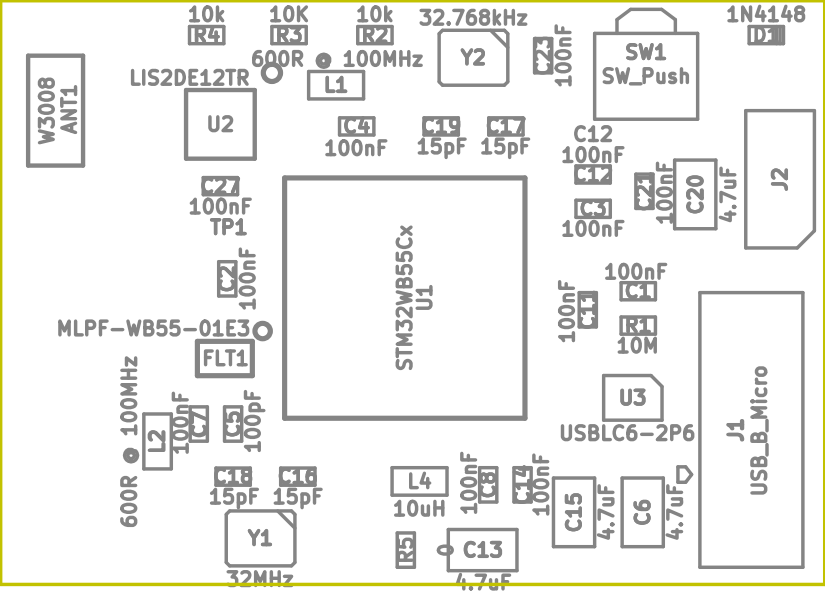 10k
R4
10K
R3
10k
R2
32.768kHz
Y2
C23
100nF
SW1
SW_Push
1N4148
D1
W3008
ANT1
LIS2DE12TR
U2
600R @ 100MHz
L1
C4
100nF
C19
15pF
C17
15pF
C12
100nF
C12
C3
100nF
C21
100nF
C20
4.7uF
J2
C27
100nF
TP1
C2
100nF
STM32WB55Cx
U1
100nF
C1
C11
100nF
R1
10M
MLPF-WB55-01E3
FLT1
U3
USBLC6-2P6
J1
USB_B_Micro
600R @ 100MHz
L2
100nF
C7
C5
100pF
C18
15pF
C16
15pF
Y1
32MHz
L4
10uH
100nF
C8
C14
100nF
C15
4.7uF
C6
4.7uF
R5
0
C13
4.7uF